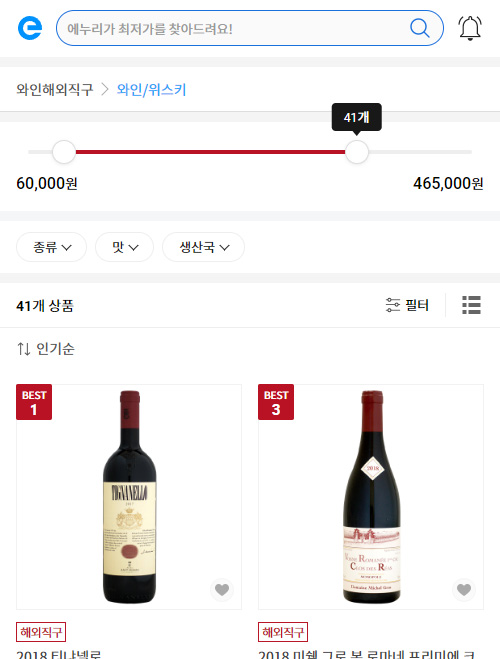 에누리가 최저가를 찾아드려요!
와인해외직구 > 와인/위스키
41개
60,000원
465,000원
종류
맛
생산국
41개 상품
필터
인기순
BEST
1
TIGNANELLO
해외직구
2018 티냐넬로
BEST
3
2018
Vosne Romanée 1er Cru
Clos des Réas
Domaine Michel Gros
해외직구
2018 미쉘 그로 본 로마네 프리미에 크